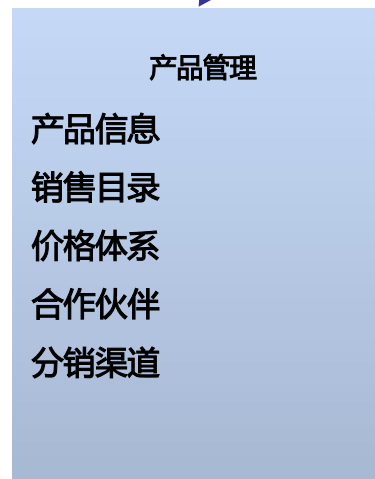 产品管理
产品信息
销售目录
价格体系
合作伙伴
分销渠道